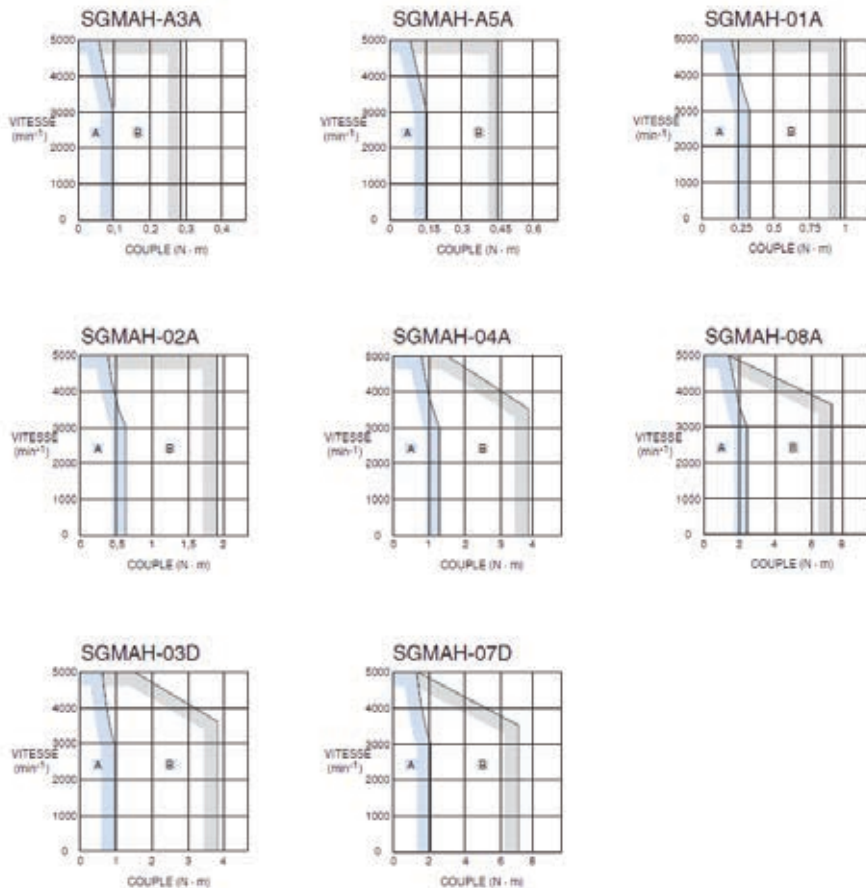 SGMAH-A3A
5000
4000
3000
VITESSE
(min⁻¹)
A
B
2000
1000
0
0 0,1 0,2 0,3 0,4
COUPLE (N · m)
SGMAH-A5A
5000
4000
3000
VITESSE
(min⁻¹)
A
B
2000
1000
0
0 0,15 0,3 0,45 0,6
COUPLE (N · m)
SGMAH-01A
5000
4000
3000
VITESSE
(min⁻¹)
A
B
2000
1000
0
0 0,25 0,5 0,75 1
COUPLE (N · m)
SGMAH-02A
5000
4000
3000
VITESSE
(min⁻¹)
A
B
2000
1000
0
0 0,5 1 1,5 2
COUPLE (N · m)
SGMAH-04A
5000
4000
3000
VITESSE
(min⁻¹)
A
B
2000
1000
0
0 1 2 3 4
COUPLE (N · m)
SGMAH-08A
5000
4000
3000
VITESSE
(min⁻¹)
A
B
2000
1000
0
0 2 4 6 8
COUPLE (N · m)
SGMAH-03D
5000
4000
3000
VITESSE
(min⁻¹)
A
B
2000
1000
0
0 1 2 3 4
COUPLE (N · m)
SGMAH-07D
5000
4000
3000
VITESSE
(min⁻¹)
A
B
2000
1000
0
0 2 4 6 8
COUPLE (N · m)